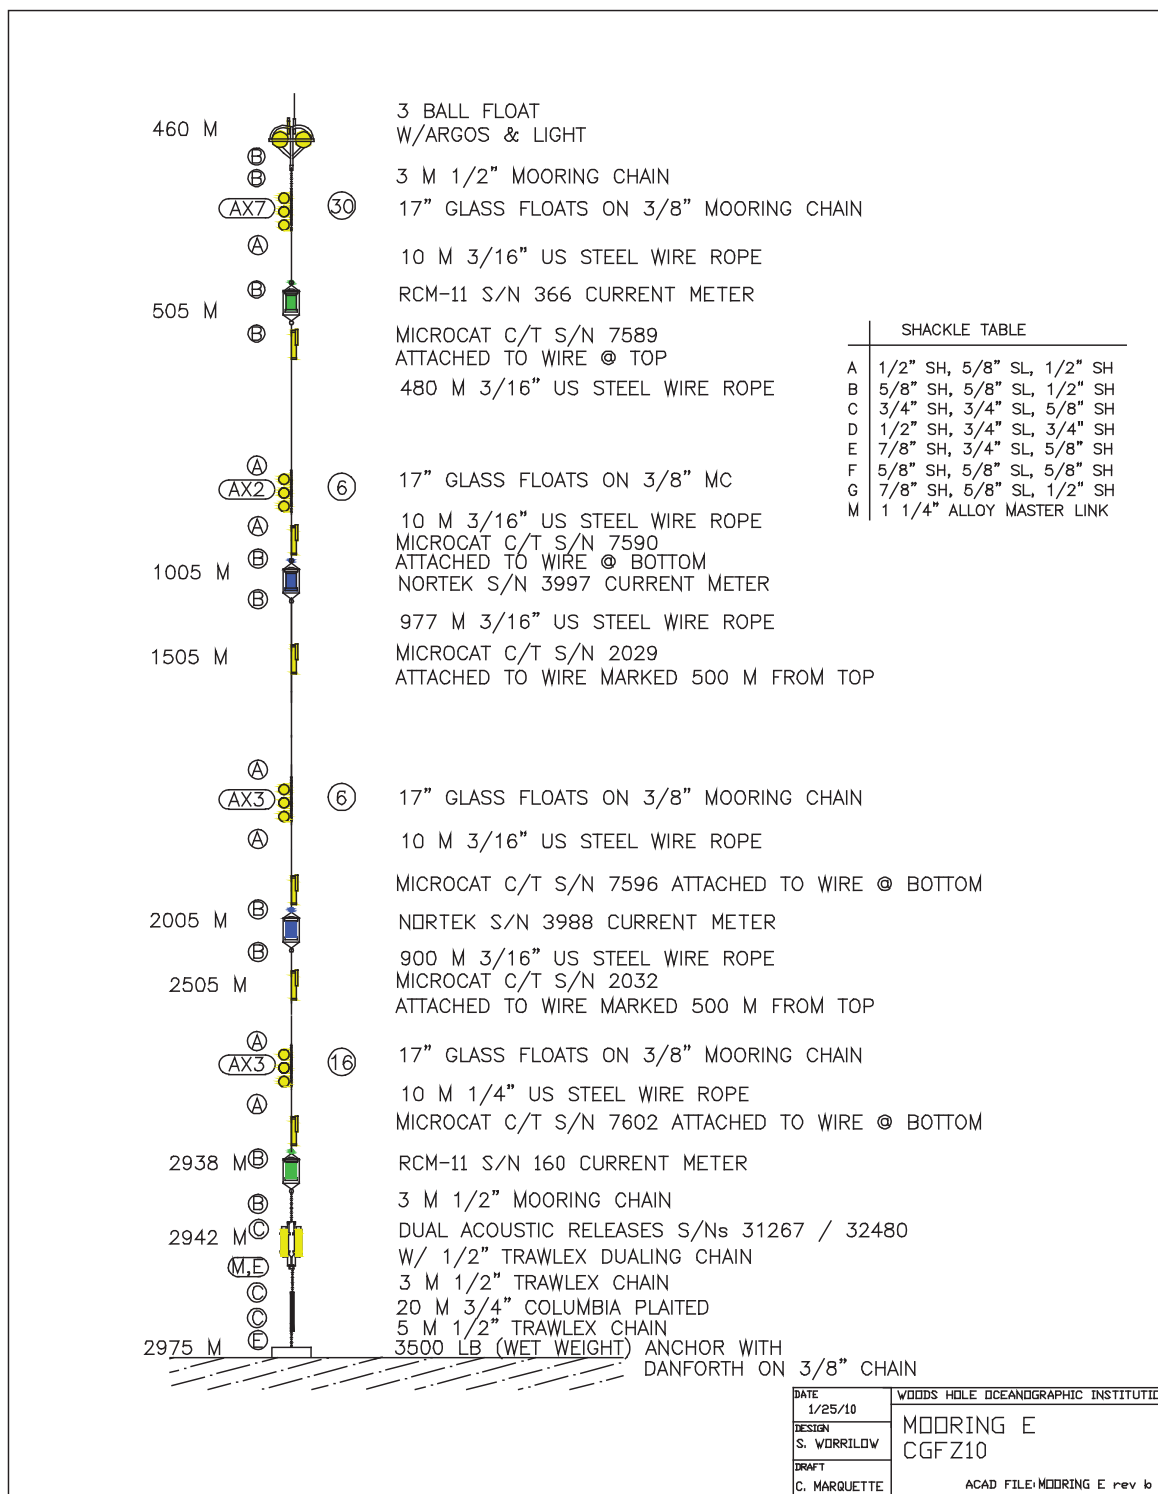 460 M
3 BALL FLOAT
W/ARGOS & LIGHT
B
B
3 M 1/2” MOORING CHAIN
AX7
30
17” GLASS FLOATS ON 3/8” MOORING CHAIN
A
10 M 3/16” US STEEL WIRE ROPE
B
RCM-11 S/N 366 CURRENT METER
505 M
B
MICROCAT C/T S/N 7589
ATTACHED TO WIRE @ TOP
480 M 3/16” US STEEL WIRE ROPE
SHACKLE TABLE
A 1/2” SH, 5/8” SL, 1/2” SH
B 5/8” SH, 5/8” SL, 1/2” SH
C 3/4” SH, 3/4” SL, 5/8” SH
D 1/2” SH, 3/4” SL, 3/4” SH
E 7/8” SH, 3/4” SL, 5/8” SH
F 5/8” SH, 5/8” SL, 5/8” SH
G 7/8” SH, 5/8” SL, 1/2” SH
M 1 1/4” ALLOY MASTER LINK
A
AX2
6
17” GLASS FLOATS ON 3/8” MC
A
10 M 3/16” US STEEL WIRE ROPE
MICROCAT C/T S/N 7590
ATTACHED TO WIRE @ BOTTOM
B
1005 M
NORTEK S/N 3997 CURRENT METER
B
977 M 3/16” US STEEL WIRE ROPE
1505 M
MICROCAT C/T S/N 2029
ATTACHED TO WIRE MARKED 500 M FROM TOP
A
AX3
6
17” GLASS FLOATS ON 3/8” MOORING CHAIN
A
10 M 3/16” US STEEL WIRE ROPE
MICROCAT C/T S/N 7596 ATTACHED TO WIRE @ BOTTOM
B
2005 M
NORTEK S/N 3988 CURRENT METER
B
900 M 3/16” US STEEL WIRE ROPE
2505 M
MICROCAT C/T S/N 2032
ATTACHED TO WIRE MARKED 500 M FROM TOP
A
AX3
16
17” GLASS FLOATS ON 3/8” MOORING CHAIN
10 M 1/4” US STEEL WIRE ROPE
A
MICROCAT C/T S/N 7602 ATTACHED TO WIRE @ BOTTOM
2938 M
B
RCM-11 S/N 160 CURRENT METER
B
3 M 1/2” MOORING CHAIN
2942 M
C
DUAL ACOUSTIC RELEASES S/Ns 31267 / 32480
W/ 1/2” TRAWLEX DUALING CHAIN
M,E
3 M 1/2” TRAWLEX CHAIN
C
20 M 3/4” COLUMBIA PLAITED
C
5 M 1/2” TRAWLEX CHAIN
E
2975 M
3500 LB (WET WEIGHT) ANCHOR WITH
DANFORTH ON 3/8” CHAIN
DATE
1/25/10
WOODS HOLE OCEANOGRAPHIC INSTITUTIO
DESIGN
S. WORRILOW
MOORING E
CGFZ10
DRAFT
C. MARQUETTE
ACAD FILE:MOORING E rev b